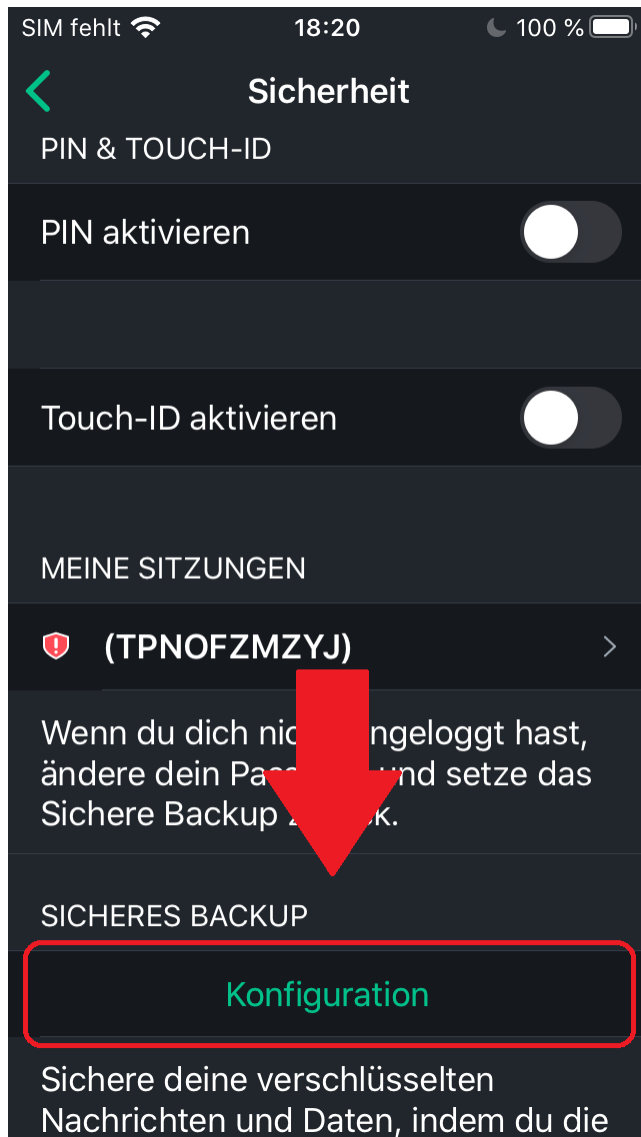 SIM fehlt 18:20 100 %
Sicherheit
PIN & TOUCH-ID
PIN aktivieren
Touch-ID aktivieren
MEINE SITZUNGEN
(TPNOFZMZYJ)
Wenn du dich hast,
ändere dein und setze das
Sichere Backup
SICHERES BACKUP
Konfiguration
Sichere deine verschlüsselten
Nachrichten und Daten, indem du die